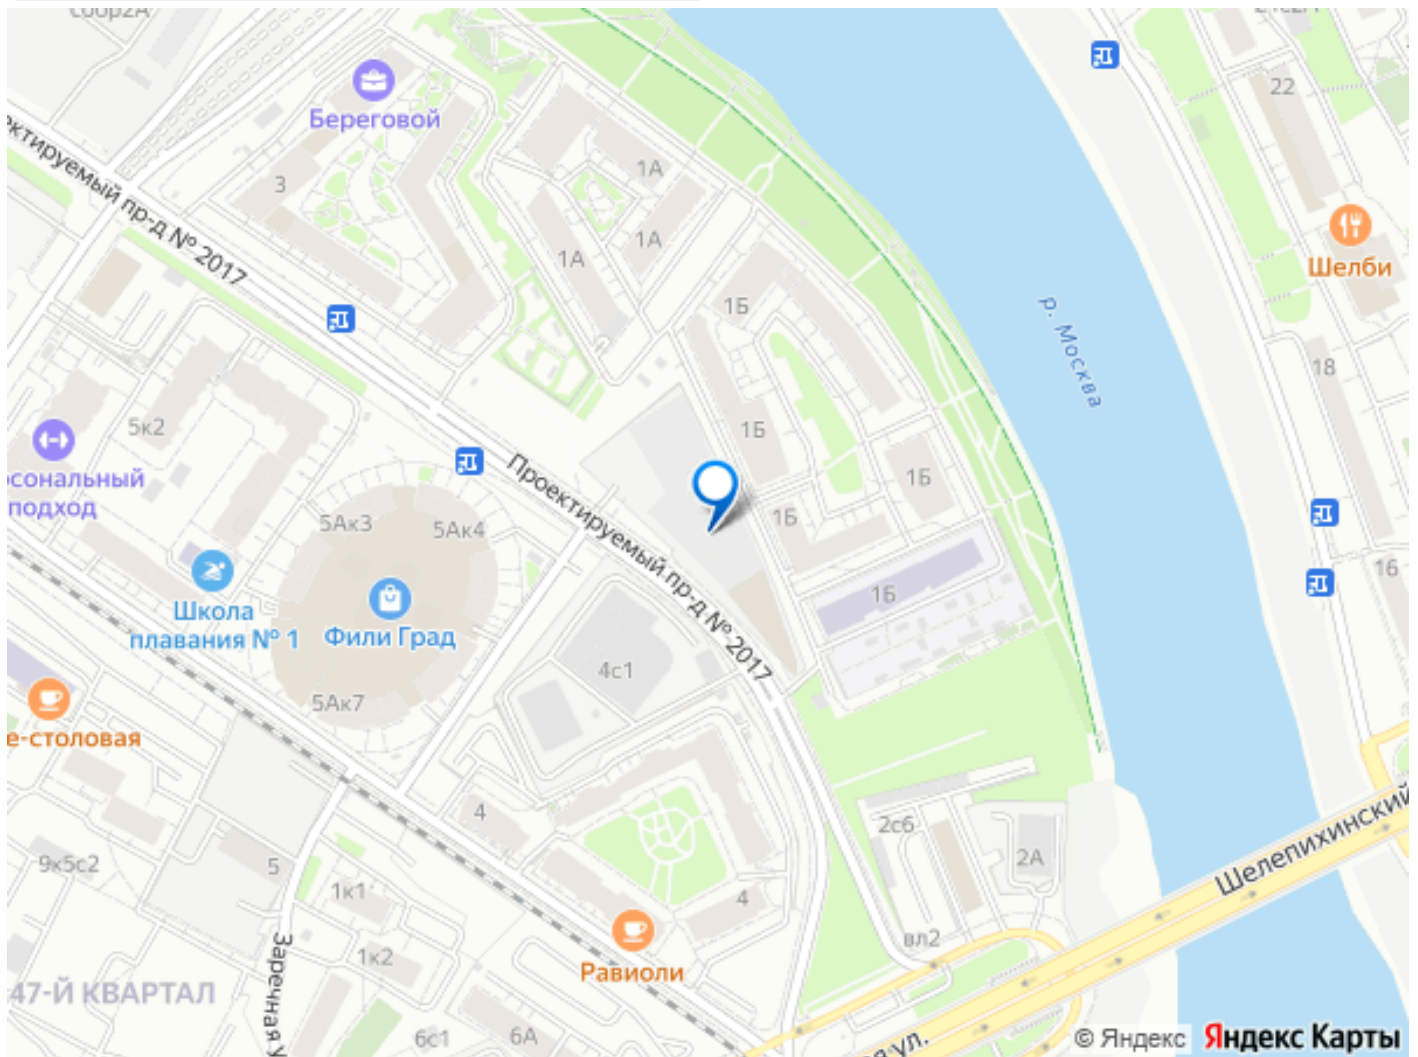 22
Береговой
1А
3
1А
1А
Проектируемый пр-д № 2017
Шелби
р. Москва
1Б
18
5к2
1Б
1Б
подход
5Ак3
5Ак4
1Б
Проектируемый пр-д № 2017
16
1Б
Школа
плавания № 1
Фили Град
4с1
5Ак7
е-столовая
4
2с6
9к5с2
5
2А
Шелепихинский
1к1
4
вл2
Заречная у
1к2
Равиоли
47-Й КВАРТАЛ
6с1
6А
ул.
© Яндекс
Яндекс Карты